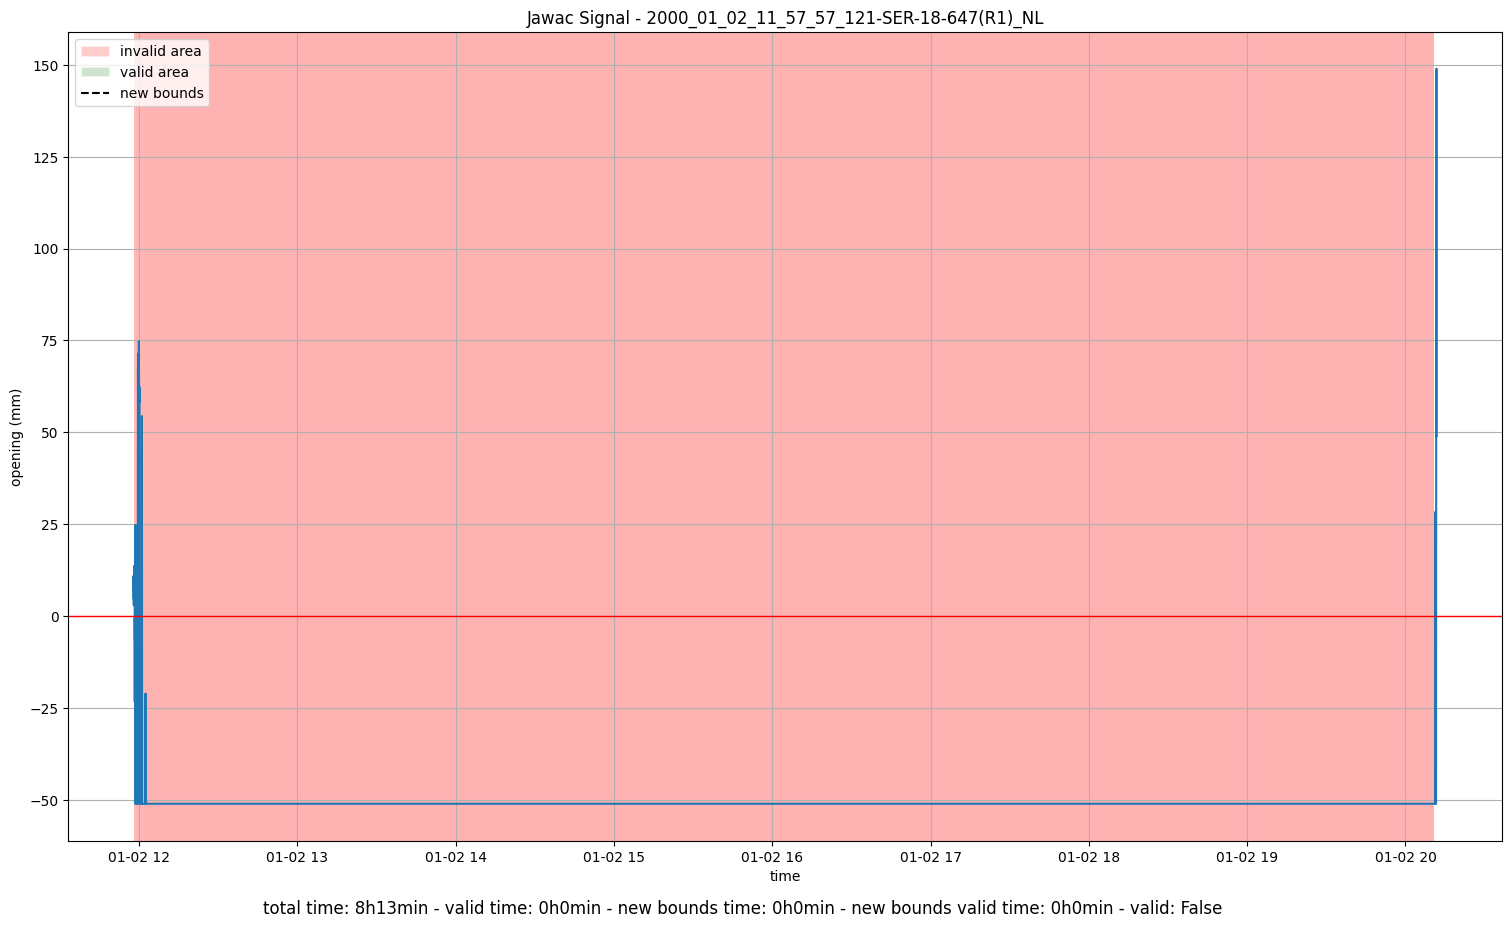 Jawac Signal - 2000_01_02_11_57_57_121-SER-18-647(R1)_NL
invalid area
valid area
new bounds
150
125
100
75
50
25
0
−25
−50
opening (mm)
01-02 12
01-02 13
01-02 14
01-02 15
01-02 16
01-02 17
01-02 18
01-02 19
01-02 20
time
total time: 8h13min - valid time: 0h0min - new bounds time: 0h0min - new bounds valid time: 0h0min - valid: False